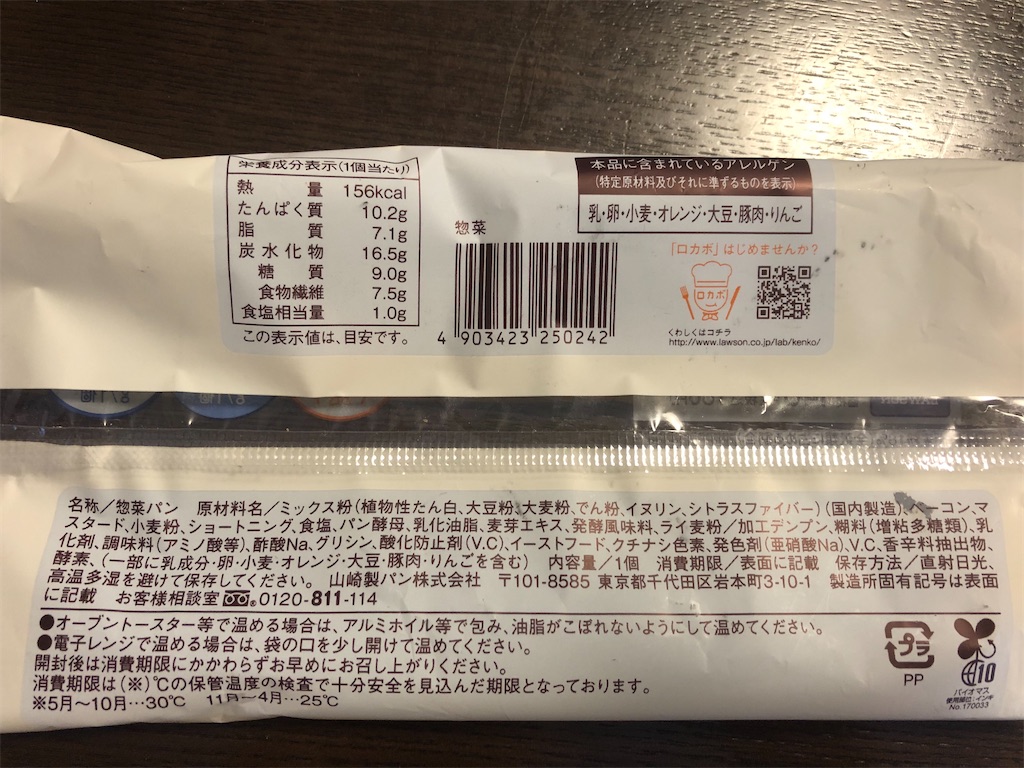 栄養成分表示(1個当たり)
熱量 156kcal
たんぱく質 10.2g
脂質 7.1g
炭水化物 16.5g
糖質 9.0g
食物繊維 7.5g
食塩相当量 1.0g
この表示値は、目安です。
惣菜
4 903423 250242
本品に含まれているアレルゲン
(特定原材料及びそれに準ずるものを表示)
乳・卵・小麦・オレンジ・大豆・豚肉・りんご
「ロカボ」はじめませんか?
ロカボ
くわしくはコチラ
http://www.lawson.co.jp/lab/kenko/
名称/惣菜パン 原材料名/ミックス粉(植物性たん白、大豆粉、大麦粉、でん粉、イヌリン、シトラスファイバー)(国内製造)、ベーコン、マ
スタード、小麦粉、ショートニング、食塩、パン酵母、乳化油脂、麦芽エキス、発酵風味料、ライ麦粉/加工デンプン、糊料(増粘多糖類)、乳
化剤、調味料(アミノ酸等)、酢酸Na、グリシン、酸化防止剤(V.C)、イーストフード、クチナシ色素、発色剤(亜硝酸Na)、V.C、香辛料抽出物、
酵素、(一部に乳成分・卵・小麦・オレンジ・大豆・豚肉・りんごを含む) 内容量/1個 消費期限/表面に記載 保存方法/直射日光、
高温多湿を避けて保存してください。 山崎製パン株式会社 〒101-8585 東京都千代田区岩本町3-10-1 製造所固有記号は表面
に記載 お客様相談室 0120-811-114
●オーブントースター等で温める場合は、アルミホイル等で包み、油脂がこぼれないようにして温めてください。
●電子レンジで温める場合は、袋の口を少し開けて温めてください。
開封後は消費期限にかかわらずお早めにお召し上がりください。
消費期限は(※)℃の保管温度の検査で十分安全を見込んだ期限となっております。
※5月〜10月…30℃ 11月〜4月…25℃
プラ
PP
10
バイオマス
使用部位:インキ
No.170033